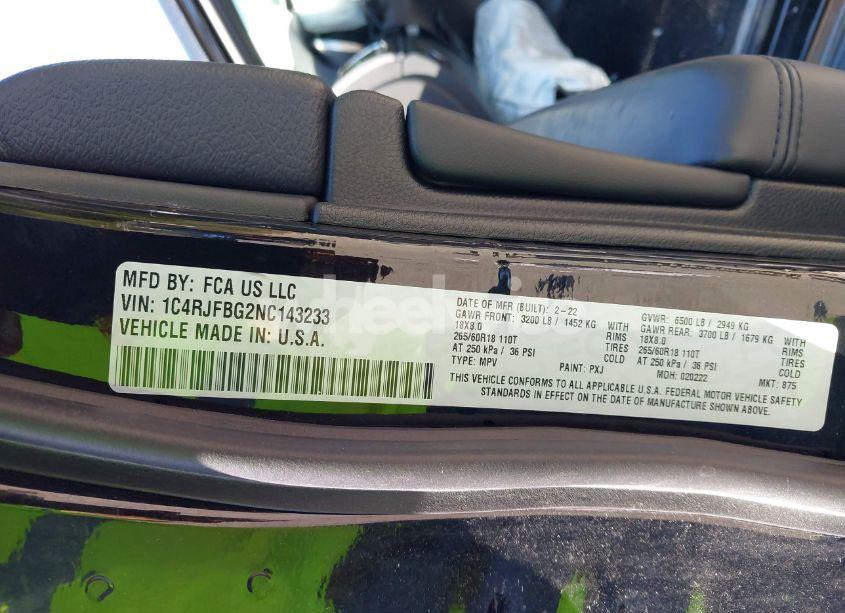 MFD BY: FCA US LLC
VIN: 1C4RJFBG2NC143233
VEHICLE MADE IN: U.S.A.
DATE OF MFR (BUILT): 2-22 GVWR: 6500 LB / 2949 KG
GAWR FRONT: 3200 LB / 1452 KG WITH GAWR REAR: 3700 LB / 1679 KG WITH
18X8.0 RIMS 18X8.0 RIMS
265/60R18 110T TIRES 265/60R18 110T TIRES
AT 250 kPa / 36 PSI COLD AT 250 kPa / 36 PSI COLD
TYPE: MPV PAINT: PXJ MDH: 020222 MKT: 875
THIS VEHICLE CONFORMS TO ALL APPLICABLE U.S.A. FEDERAL MOTOR VEHICLE SAFETY
STANDARDS IN EFFECT ON THE DATE OF MANUFACTURE SHOWN ABOVE.